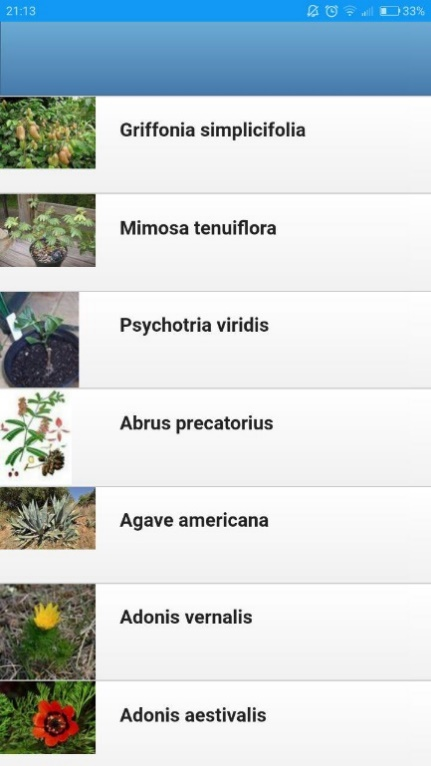 21:13
33%
Griffonia simplicifolia
Mimosa tenuiflora
Psychotria viridis
Abrus precatorius
Agave americana
Adonis vernalis
Adonis aestivalis